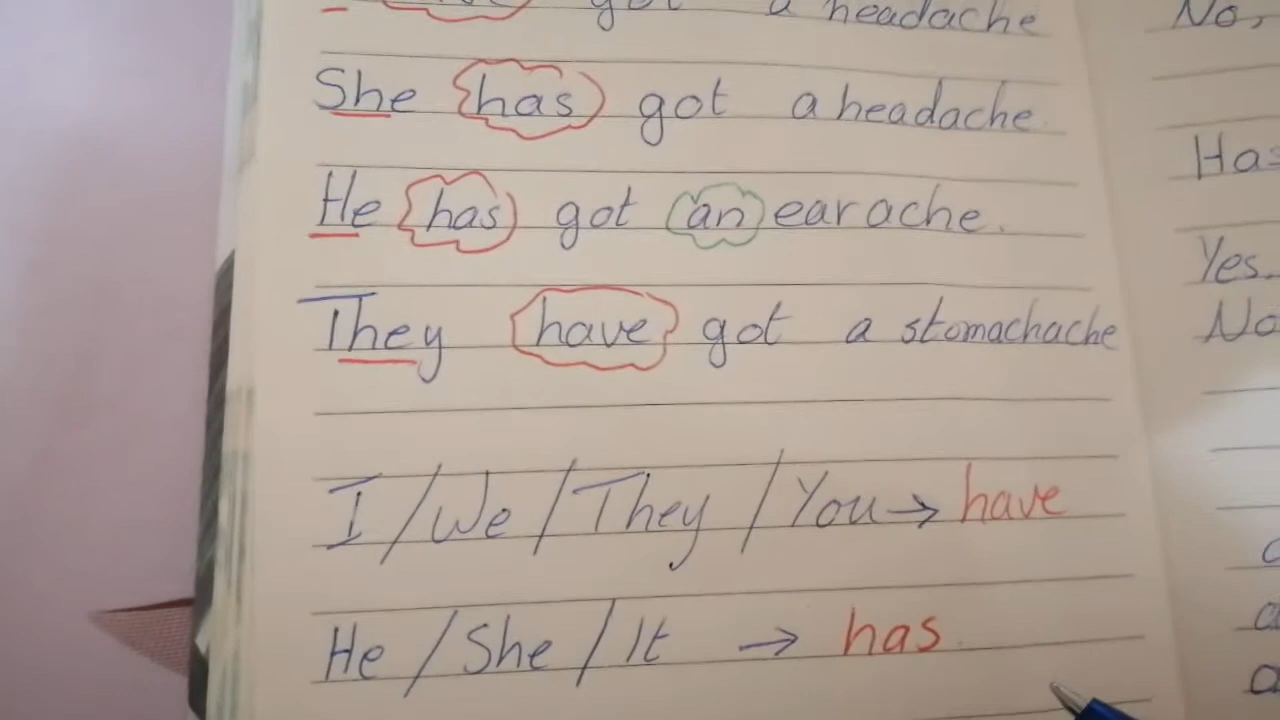 got a headache
She has got a headache.
He has got an earache.
They have got a stomachache
I / We / They / You → have
He / She / It → has.
No,
Yes